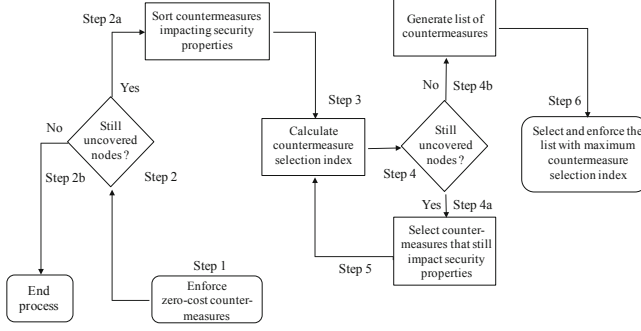 Step 2a
Sort countermeasures
impacting security
properties
Yes
No
Still
uncovered
nodes ?
Step 2b
Step 2
End
process
Step 1
Enforce
zero-cost counter-
measures
Step 3
Calculate
countermeasure
selection index
Step 4
Still
uncovered
nodes ?
No
Step 4b
Generate list of
countermeasures
Yes
Step 4a
Select counter-
measures that still
impact security
properties
Step 5
Step 6
Select and enforce the
list with maximum
countermeasure
selection index